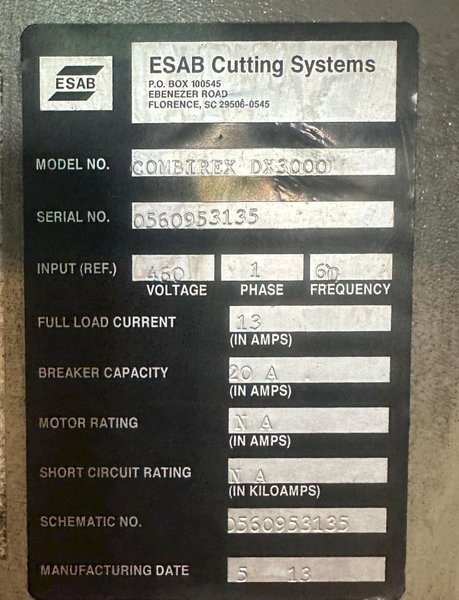 ESAB
ESAB Cutting Systems
P.O. BOX 100545
EBENEZER ROAD
FLORENCE, SC 29506-0545
MODEL NO. COMBIREX DX3000
SERIAL NO. 0560953135
INPUT (REF.) 460 1 60
VOLTAGE PHASE FREQUENCY
FULL LOAD CURRENT 13
(IN AMPS)
BREAKER CAPACITY 20 A
(IN AMPS)
MOTOR RATING N A
(IN AMPS)
SHORT CIRCUIT RATING N A
(IN KILOAMPS)
SCHEMATIC NO. 0560953135
MANUFACTURING DATE 5 13